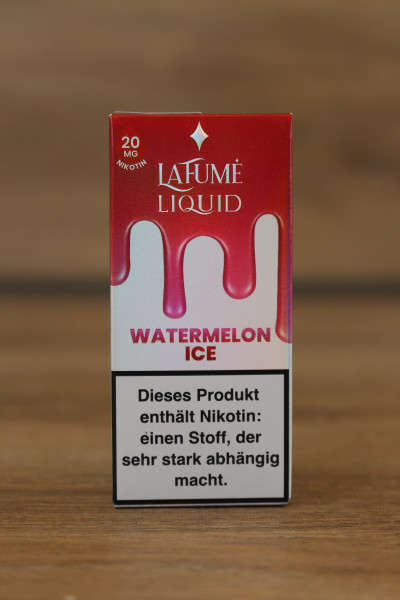 20
MG
NIKOTIN
LAFUMÉ
LIQUID
WATERMELON
ICE
Dieses Produkt
enthält Nikotin:
einen Stoff, der
sehr stark abhängig
macht.